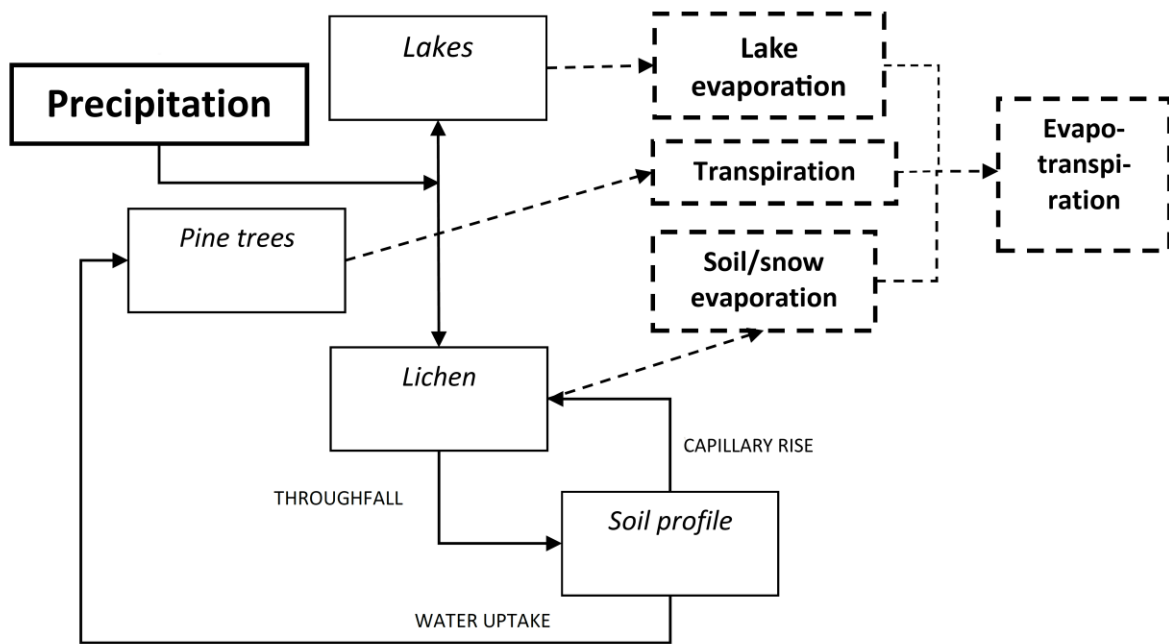 Lakes
Lake
evaporation
Precipitation
Evapo-
transpi-
ration
Transpiration
Pine trees
Soil/snow
evaporation
Lichen
CAPILLARY RISE
THROUGHFALL
Soil profile
WATER UPTAKE